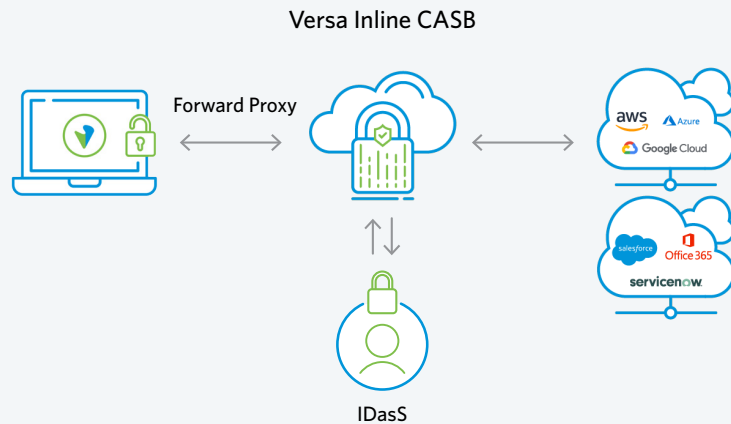 Versa Inline CASB
Forward Proxy
aws
Azure
Google Cloud
salesforce
Office 365
servicenow
IDasS